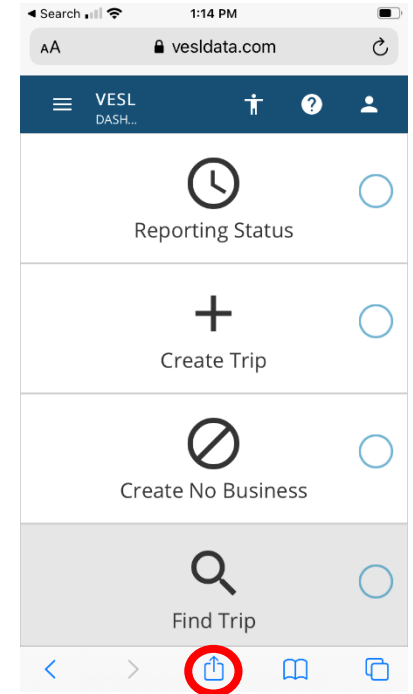 Search
1:14 PM
AA
vesldata.com
VESL
DASH...
Reporting Status
Create Trip
Create No Business
Find Trip